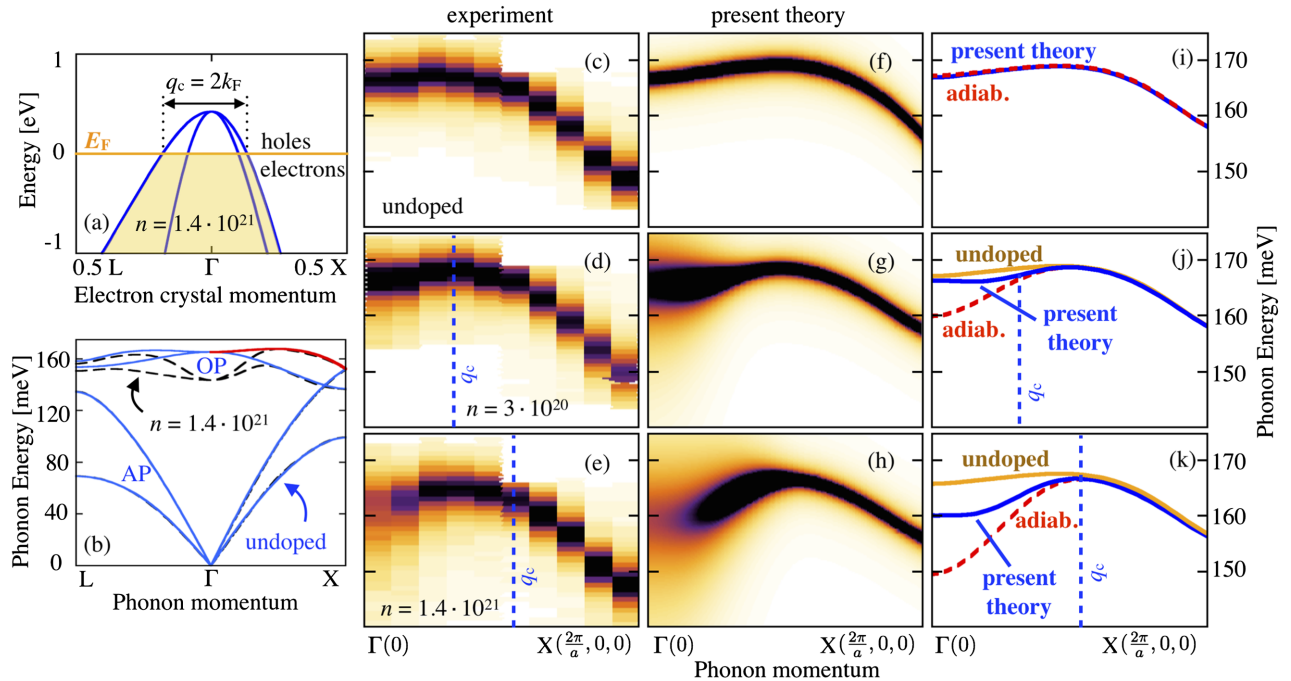 experiment
present theory
1
0
-1
Energy [eV]
q_c = 2k_F
E_F
holes
electrons
(a)
n = 1.4 · 10^21
0.5 L
Γ
0.5 X
Electron crystal momentum
160
120
80
40
0
Phonon Energy [meV]
OP
n = 1.4 · 10^21
AP
(b)
undoped
L
Γ
X
Phonon momentum
(c)
undoped
(f)
(i)
present theory
adiab.
170
160
150
(d)
q_c
n = 3 · 10^20
(g)
(j)
undoped
adiab.
present
theory
q_c
170
160
150
Phonon Energy [meV]
(e)
q_c
n = 1.4 · 10^21
(h)
(k)
undoped
adiab.
present
theory
q_c
170
160
150
Γ(0)
X(2π/a, 0, 0)
Γ(0)
X(2π/a, 0, 0)
Γ(0)
X(2π/a, 0, 0)
Phonon momentum